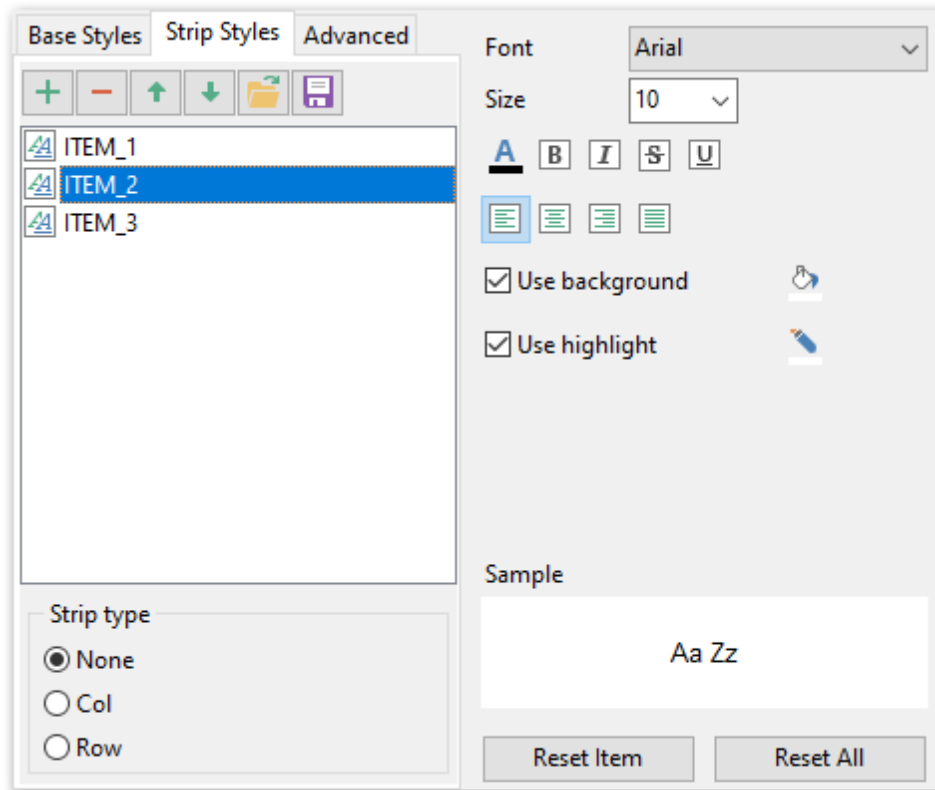 Base Styles Strip Styles Advanced
ITEM_1
ITEM_2
ITEM_3
Strip type
None
Col
Row
Font Arial
Size 10
A B I S U
Use background
Use highlight
Sample
Aa Zz
Reset Item Reset All